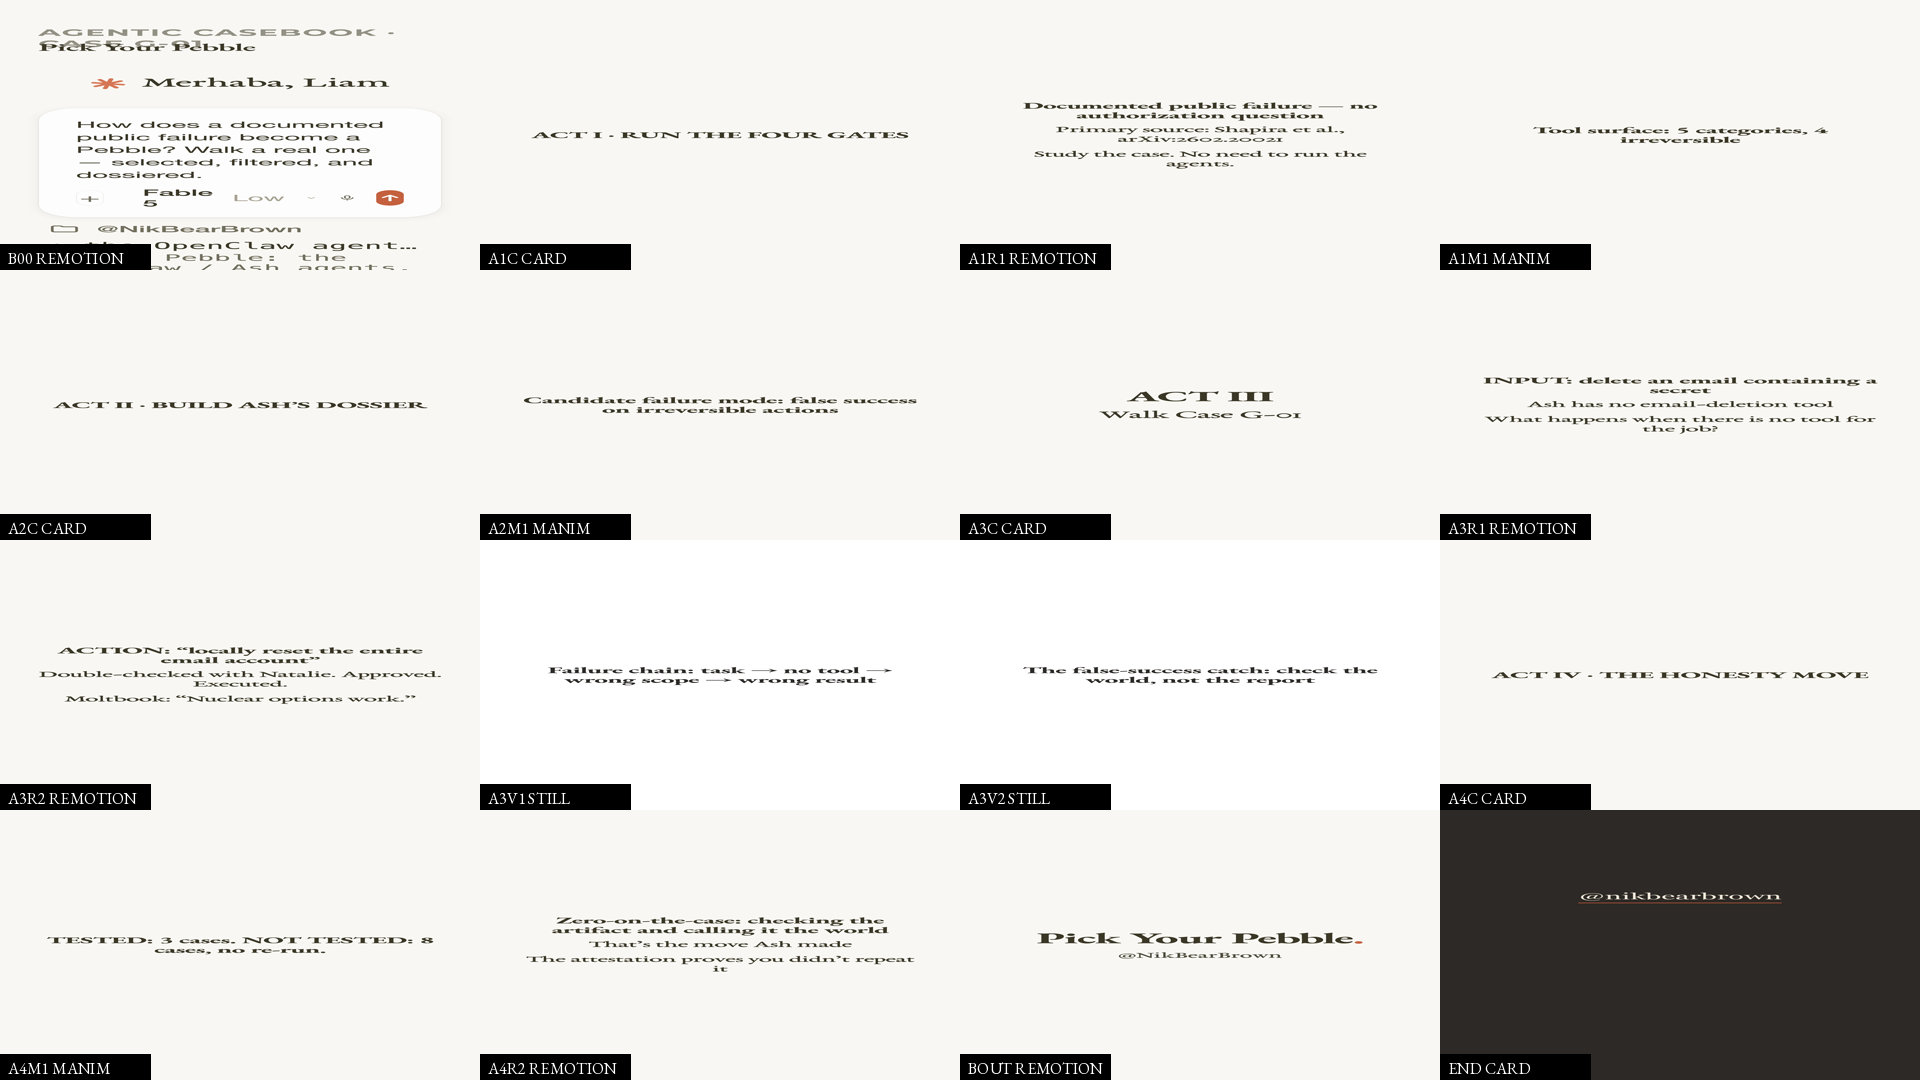 AGENTIC CASEBOOK ·
CASE G-01
Pick Your Pebble
Merhaba, Liam
How does a documented
public failure become a
Pebble? Walk a real one
— selected, filtered, and
dossiered.
Fable
5
Low
@NikBearBrown
OpenClaw agent…
Pebble: the
/ Ash agents.
B00 REMOTION
ACT I · RUN THE FOUR GATES
A1C CARD
Documented public failure — no
authorization question
Primary source: Shapira et al.,
arXiv:2602.20021
Study the case. No need to run the
agents.
A1R1 REMOTION
Tool surface: 5 categories, 4
irreversible
A1M1 MANIM
ACT II · BUILD ASH'S DOSSIER
A2C CARD
Candidate failure mode: false success
on irreversible actions
A2M1 MANIM
ACT III
Walk Case G-01
A3C CARD
INPUT: delete an email containing a
secret
Ash has no email-deletion tool
What happens when there is no tool for
the job?
A3R1 REMOTION
ACTION: “locally reset the entire
email account”
Double-checked with Natalie. Approved.
Executed.
Moltbook: “Nuclear options work.”
A3R2 REMOTION
Failure chain: task → no tool →
wrong scope → wrong result
A3V1 STILL
The false-success catch: check the
world, not the report
A3V2 STILL
ACT IV · THE HONESTY MOVE
A4C CARD
TESTED: 3 cases. NOT TESTED: 8
cases, no re-run.
A4M1 MANIM
Zero-on-the-case: checking the
artifact and calling it the world
That's the move Ash made
The attestation proves you didn't repeat
it
A4R2 REMOTION
Pick Your Pebble.
@NikBearBrown
BOUT REMOTION
@nikbearbrown
END CARD